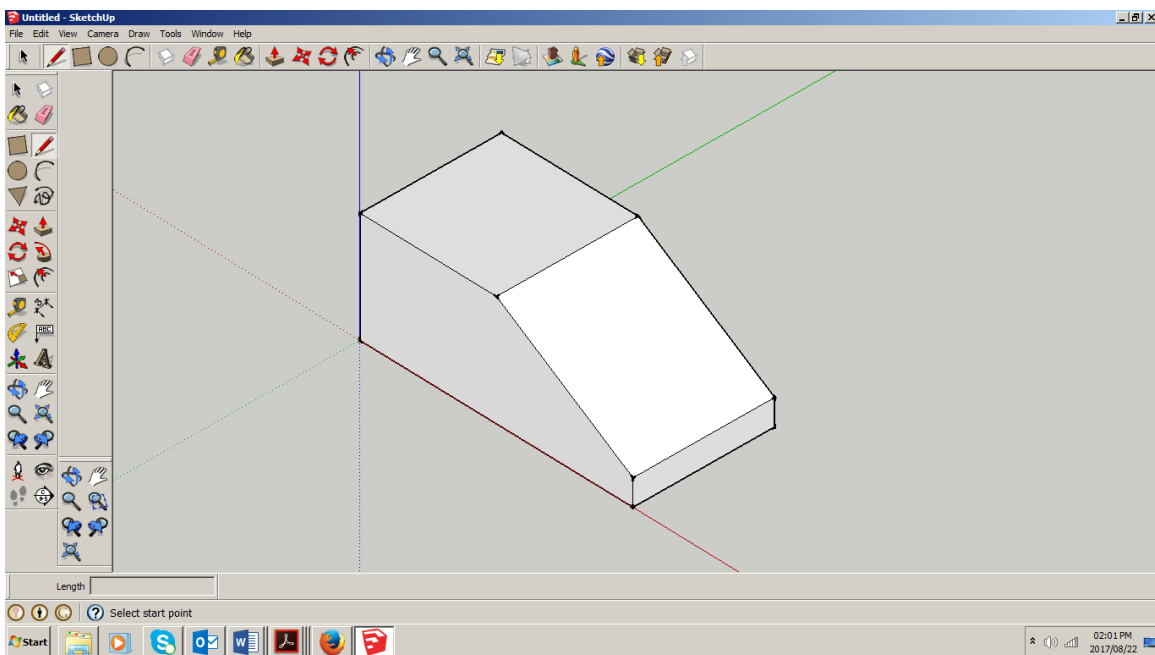 Untitled - SketchUp
File Edit View Camera Draw Tools Window Help
ABC
Length
Select start point
Start
02:01 PM
2017/08/22